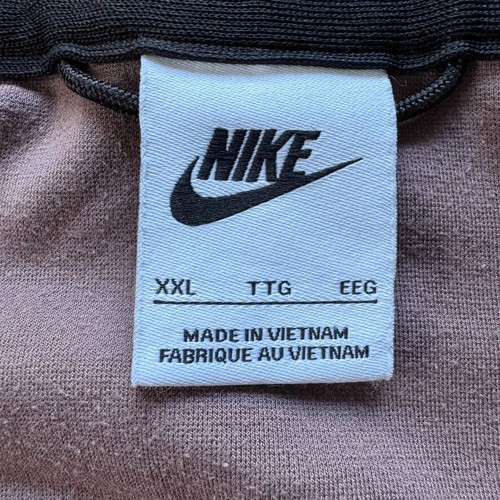 NIKE
XXL TTG EEG
MADE IN VIETNAM
FABRIQUE AU VIETNAM